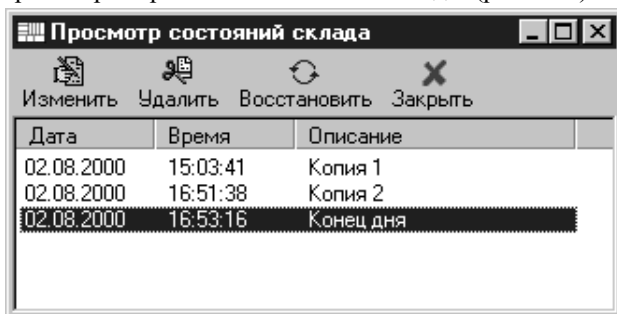 Просмотр состояний склада
Изменить Удалить Восстановить Закрыть
Дата Время Описание
02.08.2000 15:03:41 Копия 1
02.08.2000 16:51:38 Копия 2
02.08.2000 16:53:16 Конец дня